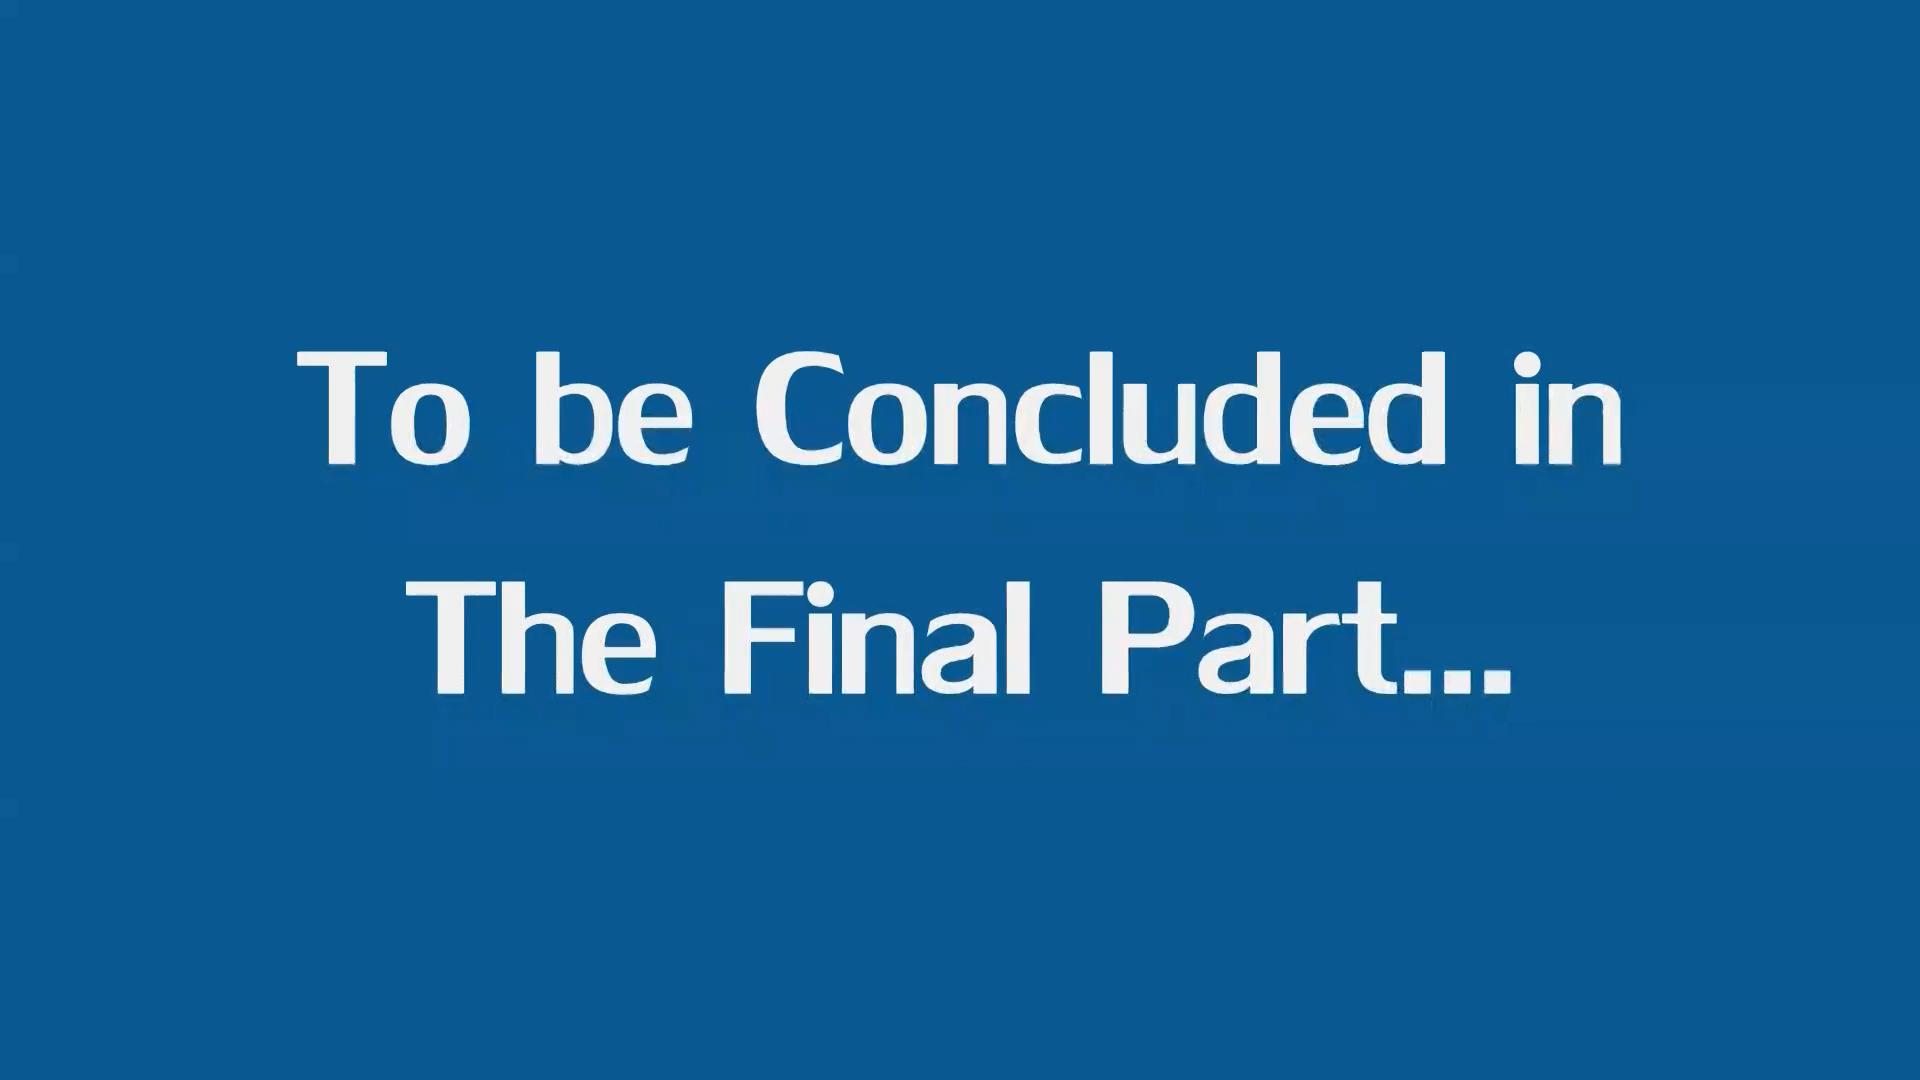 To be Concluded in
The Final Part...